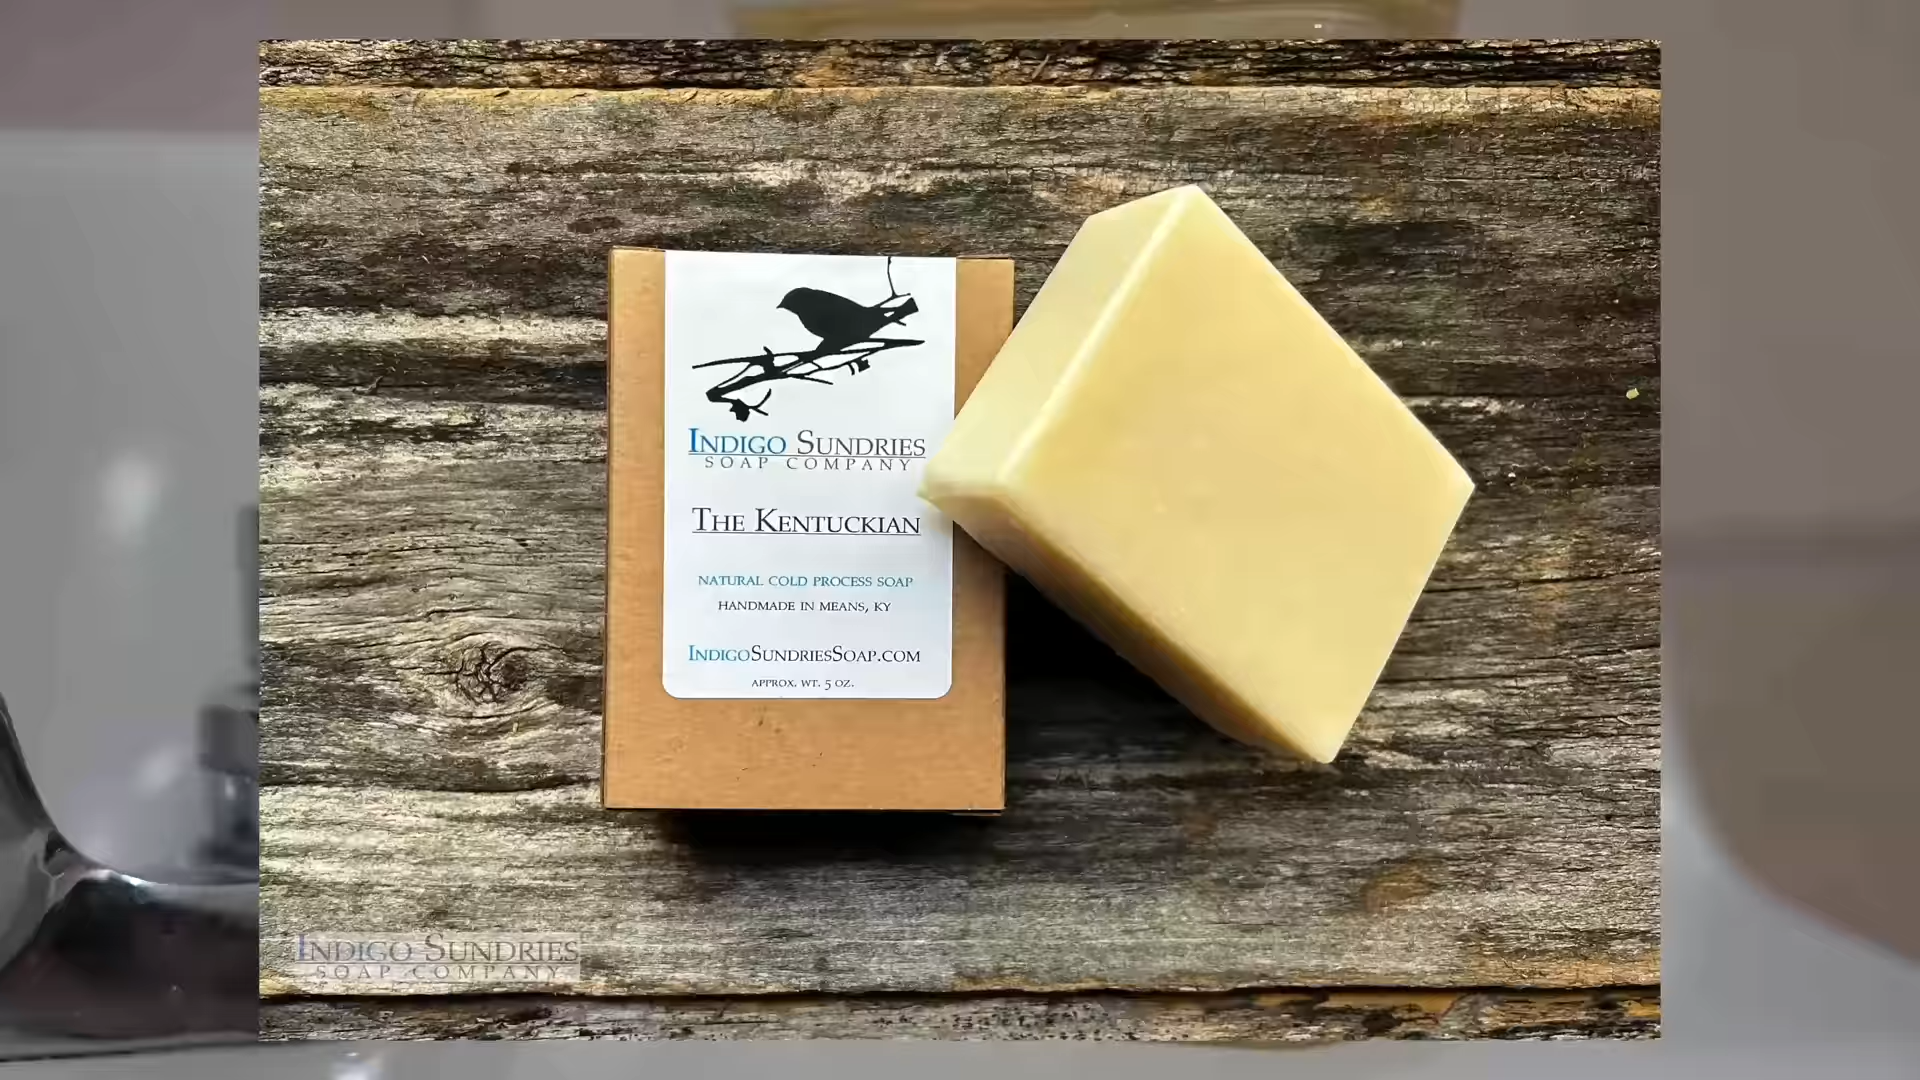 INDIGO SUNDRIES
SOAP COMPANY
THE KENTUCKIAN
NATURAL COLD PROCESS SOAP
HANDMADE IN MEANS, KY
INDIGOSUNDRIESSOAP.COM
APPROX. WT. 5 OZ.
INDIGO SUNDRIES
SOAP COMPANY